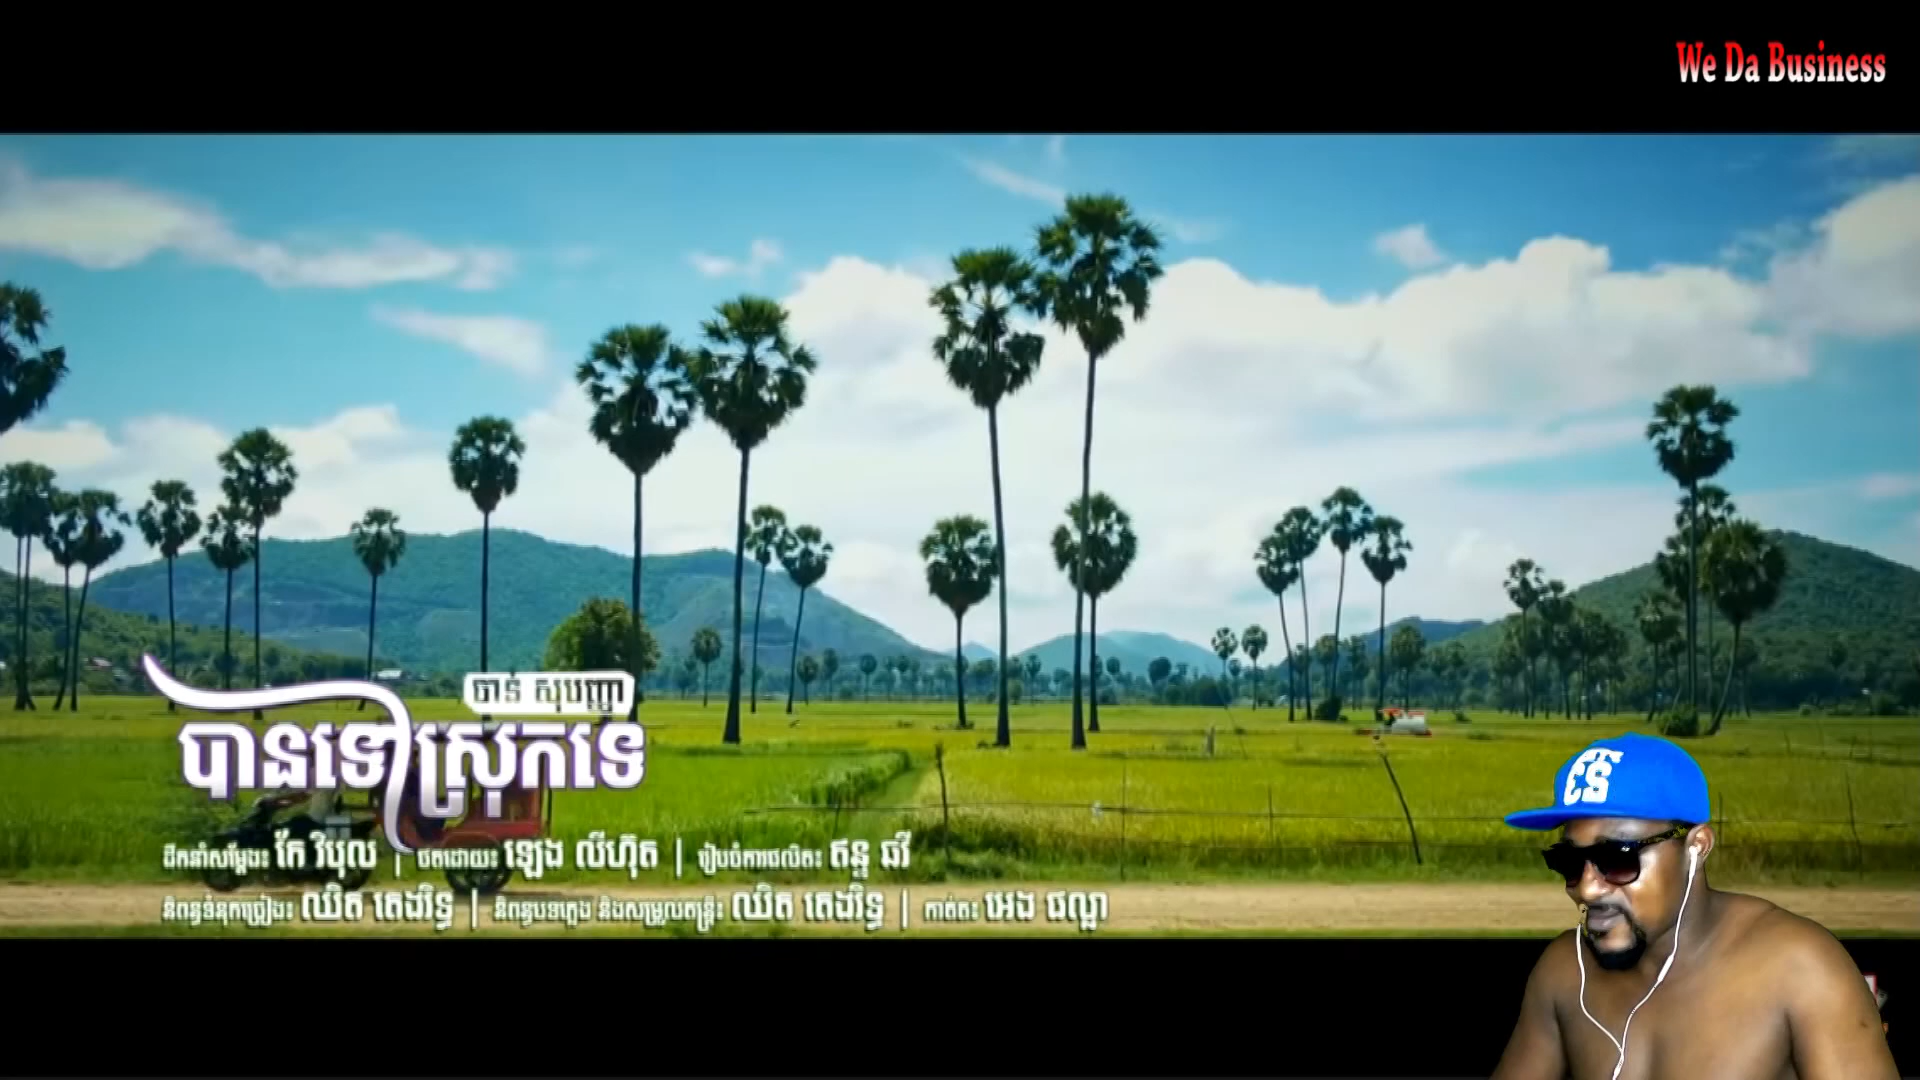 We Da Business
ចាន់ សុបញ្ញា
បានទៅស្រុកទេ
ដឹកនាំសម្តែង៖ កែ វិបុល | ថតដោយ៖ ឡេង លីហ៊ុត | រៀបចំការផលិត៖ ឥន្ទ ឆវី
និពន្ធទំនុកច្រៀង៖ ឈិត តេងរិទ្ធ | និពន្ធបទភ្លេង និងសម្រួលតន្ត្រី៖ ឈិត តេងរិទ្ធ | កាត់ត៖ អេង ផល្លា